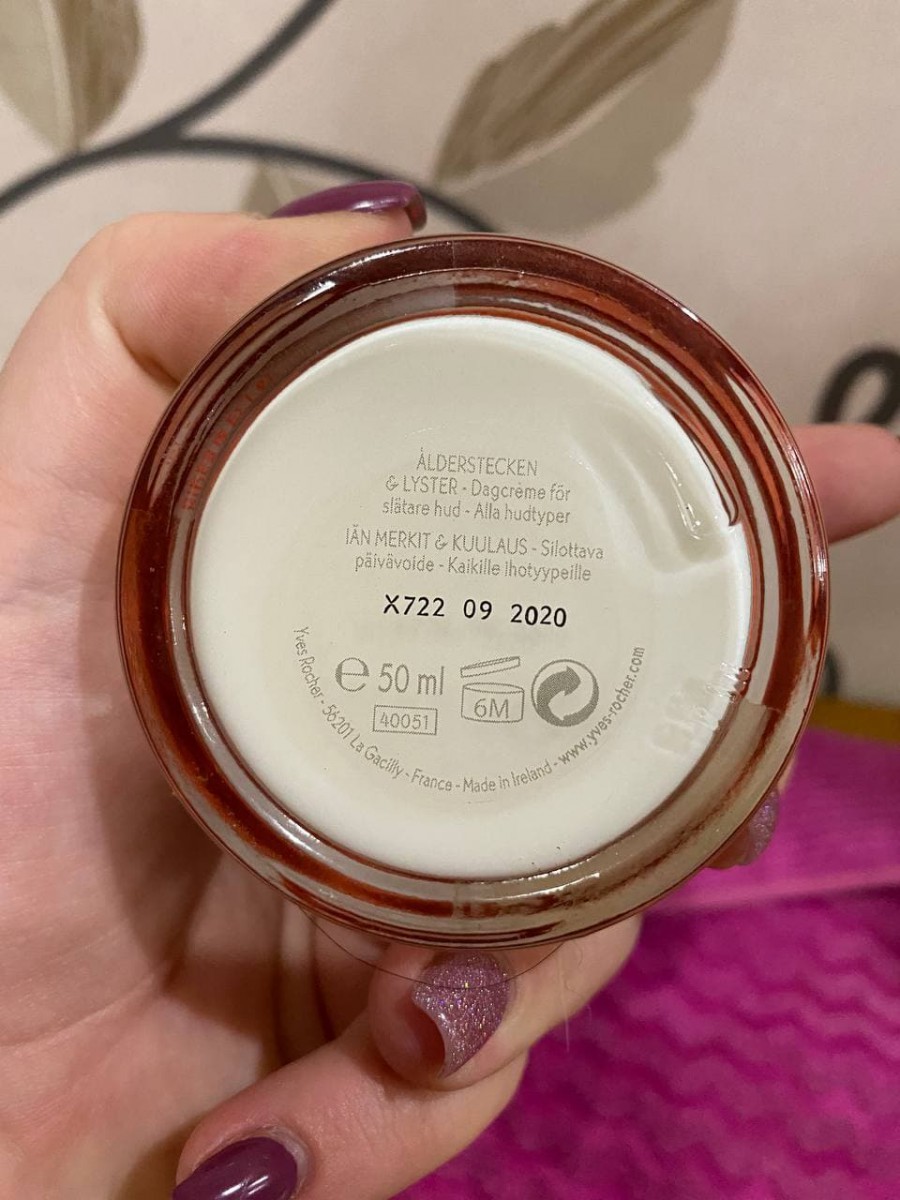 ÅLDERSTECKEN
& LYSTER - Dagcrème för
slätare hud - Alla hudtyper
IÄN MERKIT & KUULAUS - Silottava
päivävoide - Kaikille Ihotyypeille
X722 09 2020
e 50 ml
6M
40051
Yves Rocher - 56201 La Gacilly - France - Made in Ireland - www.yves-rocher.com